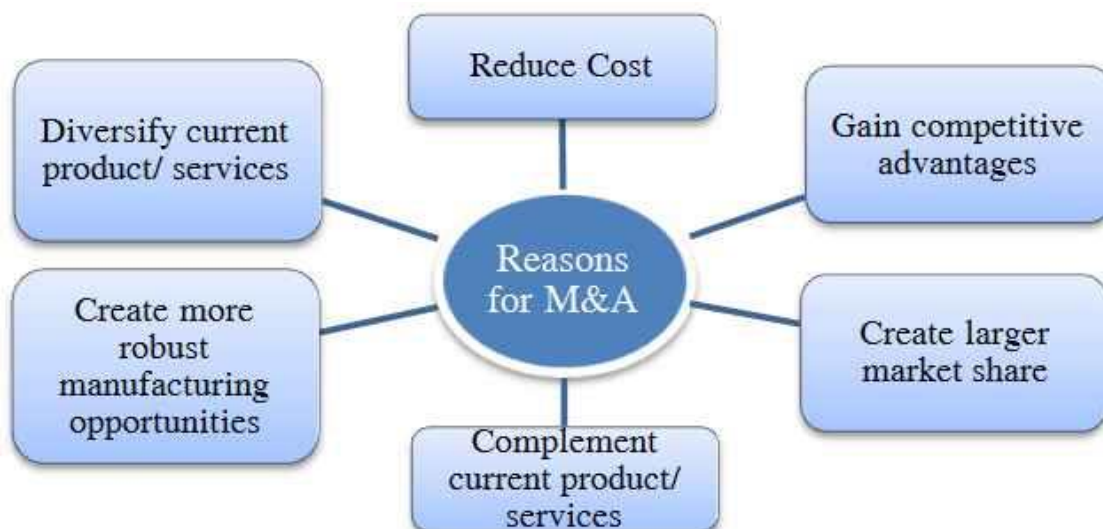 Reduce Cost
Diversify current
product/ services
Gain competitive
advantages
Reasons
for M&A
Create more
robust
manufacturing
opportunities
Create larger
market share
Complement
current product/
services